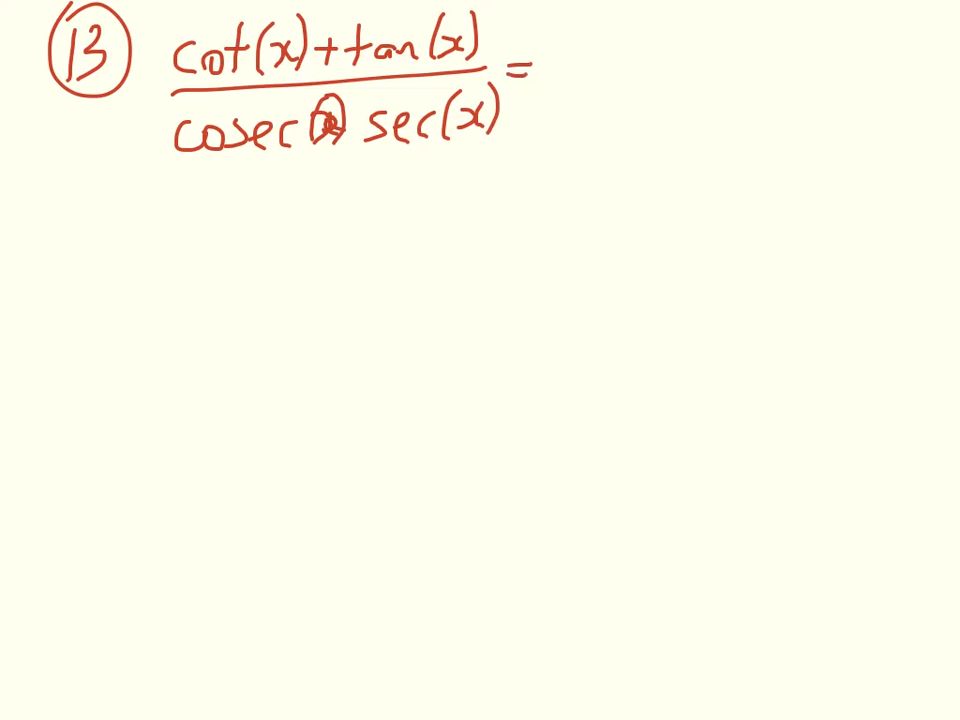 13 cot(x)+tan(x) =
cosec sec(x)